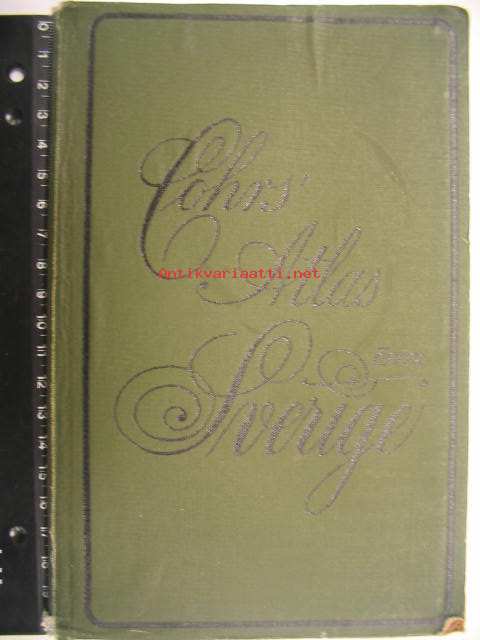 Cohrs'
Atlas
Antikvariaatti.net
öfver
Sverige